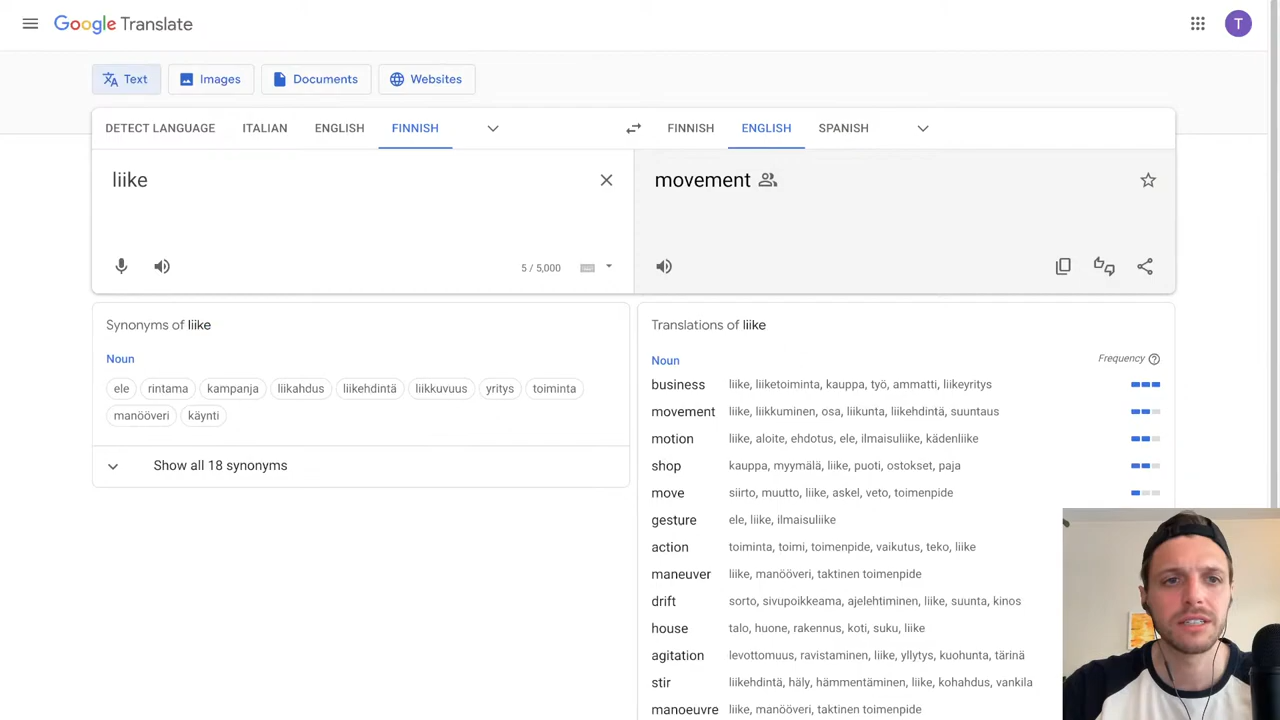 Google Translate
T
Text Images Documents Websites
DETECT LANGUAGE ITALIAN ENGLISH FINNISH
FINNISH ENGLISH SPANISH
liike
movement
5 / 5,000
Synonyms of liike
Noun
ele rintama kampanja liikahdus liikehdintä liikkuvuus yritys toiminta
manööveri käynti
Show all 18 synonyms
Translations of liike
Noun Frequency
business liike, liiketoiminta, kauppa, työ, ammatti, liikeyritys
movement liike, liikkuminen, osa, liikunta, liikehdintä, suuntaus
motion liike, aloite, ehdotus, ele, ilmaisuliike, kädenliike
shop kauppa, myymälä, liike, puoti, ostokset, paja
move siirto, muutto, liike, askel, veto, toimenpide
gesture ele, liike, ilmaisuliike
action toiminta, toimi, toimenpide, vaikutus, teko, liike
maneuver liike, manööveri, taktinen toimenpide
drift sorto, sivupoikkeama, ajelehtiminen, liike, suunta, kinos
house talo, huone, rakennus, koti, suku, liike
agitation levottomuus, ravistaminen, liike, yllytys, kuohunta, tärinä
stir liikehdintä, häly, hämmentäminen, liike, kohahdus, vankila
manoeuvre liike, manööveri, taktinen toimenpide